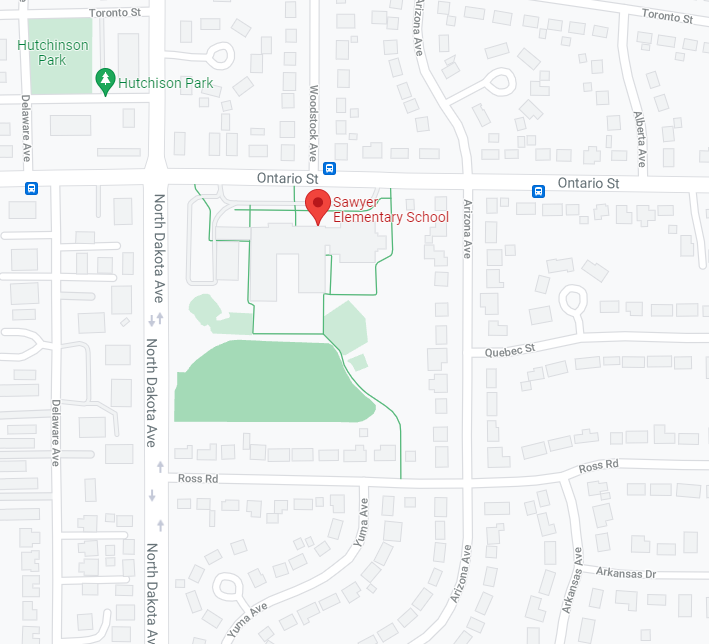 Toronto St
Toronto St
Hutchinson
Park
Hutchison Park
Delaware Ave
Woodstock Ave
Arizona Ave
Alberta Ave
Ontario St
Ontario St
Sawyer
Elementary School
North Dakota Ave
Arizona Ave
North Dakota Ave
Quebec St
Delaware Ave
Ross Rd
Ross Rd
Yuma Ave
North Dakota Ave
Arizona Ave
Arkansas Ave
Arkansas Dr
Yuma Ave